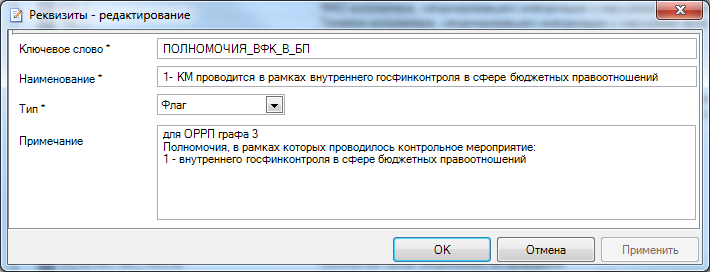 Реквизиты - редактирование
Ключевое слово * ПОЛНОМОЧИЯ_ВФК_В_БП
Наименование * 1- КМ проводится в рамках внутреннего госфинконтроля в сфере бюджетных правоотношений
Тип * Флаг
Примечание
для ОРРП графа 3
Полномочия, в рамках которых проводилось контрольное мероприятие:
1 - внутреннего госфинконтроля в сфере бюджетных правоотношений
OK Отмена Применить